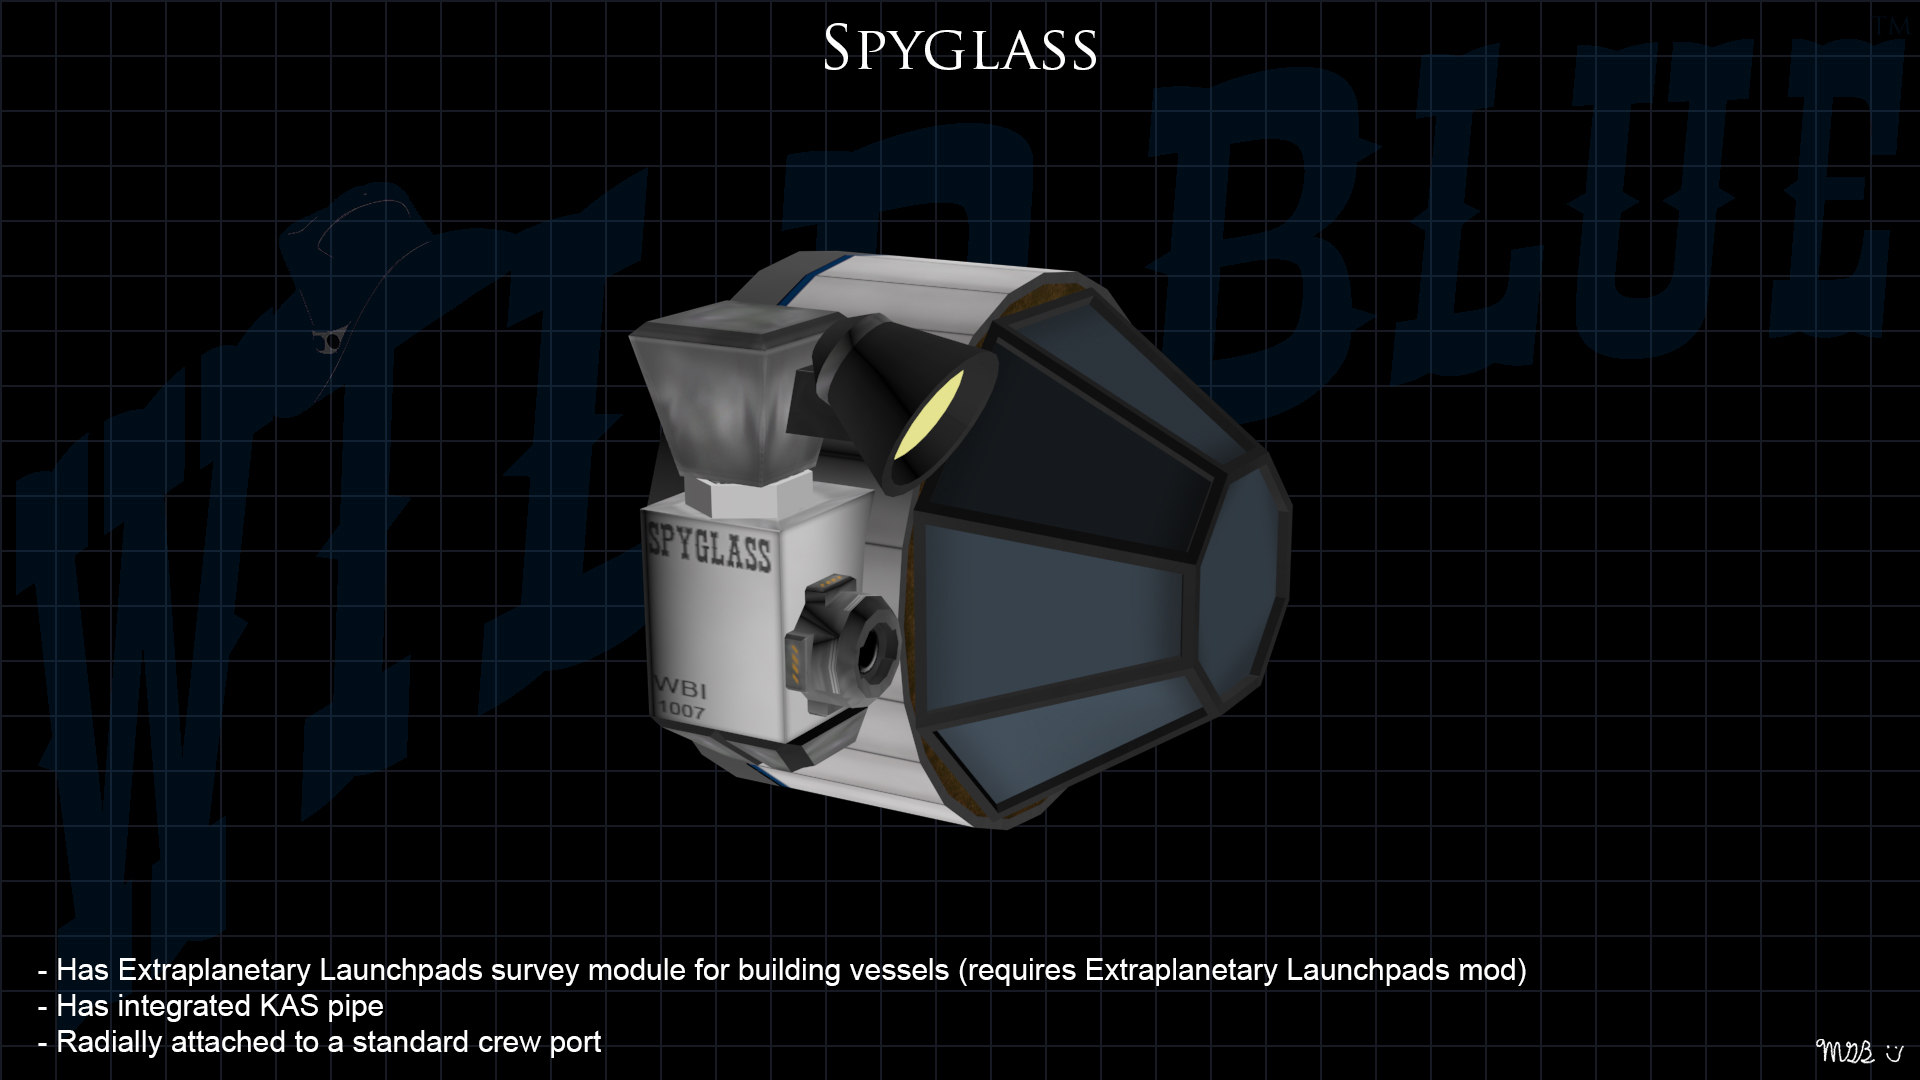 SPYGLASS
TM
WILD BLUE
SPYGLASS
WBI
1007
- Has Extraplanetary Launchpads survey module for building vessels (requires Extraplanetary Launchpads mod)
- Has integrated KAS pipe
- Radially attached to a standard crew port
MGB :)